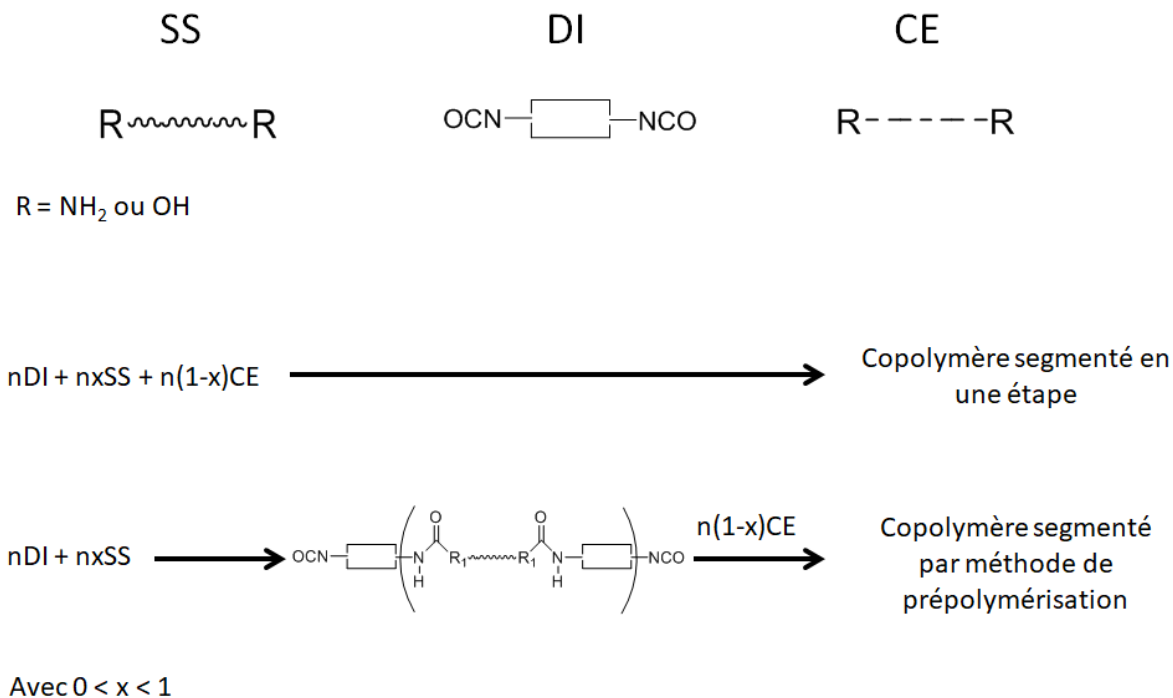 SS DI CE
R R OCN NCO R R
R = NH₂ ou OH
nDI + nxSS + n(1-x)CE
Copolymère segmenté en
une étape
nDI + nxSS
OCN N H O R₁ R₁ O N H NCO
n(1-x)CE
Copolymère segmenté
par méthode de
prépolymérisation
Avec 0 < x < 1